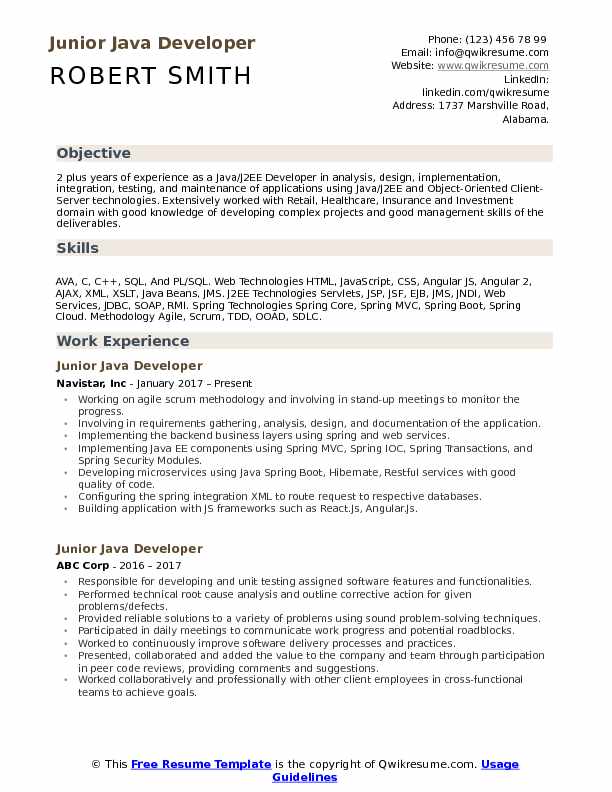 Junior Java Developer
ROBERT SMITH
Phone: (123) 456 78 99
Email: info@qwikresume.com
Website: www.qwikresume.com
LinkedIn:
linkedin.com/qwikresume
Address: 1737 Marshville Road,
Alabama.
Objective
2 plus years of experience as a Java/J2EE Developer in analysis, design, implementation,
integration, testing, and maintenance of applications using Java/J2EE and Object-Oriented Client-
Server technologies. Extensively worked with Retail, Healthcare, Insurance and Investment
domain with good knowledge of developing complex projects and good management skills of the
deliverables.
Skills
AVA, C, C++, SQL, And PL/SQL. Web Technologies HTML, JavaScript, CSS, Angular JS, Angular 2,
AJAX, XML, XSLT, Java Beans, JMS. J2EE Technologies Servlets, JSP, JSF, EJB, JMS, JNDI, Web
Services, JDBC, SOAP, RMI. Spring Technologies Spring Core, Spring MVC, Spring Boot, Spring
Cloud. Methodology Agile, Scrum, TDD, OOAD, SDLC.
Work Experience
Junior Java Developer
Navistar, Inc - January 2017 – Present
• Working on agile scrum methodology and involving in stand-up meetings to monitor the
progress.
• Involving in requirements gathering, analysis, design, and documentation of the application.
• Implementing the backend business layers using spring and web services.
• Implementing Java EE components using Spring MVC, Spring IOC, Spring Transactions, and
Spring Security Modules.
• Developing microservices using Java Spring Boot, Hibernate, Restful services with good
quality of code.
• Configuring the spring integration XML to route request to respective databases.
• Building application with JS frameworks such as React.Js, Angular.Js.
Junior Java Developer
ABC Corp - 2016 – 2017
• Responsible for developing and unit testing assigned software features and functionalities.
• Performed technical root cause analysis and outline corrective action for given
problems/defects.
• Provided reliable solutions to a variety of problems using sound problem-solving techniques.
• Participated in daily meetings to communicate work progress and potential roadblocks.
• Worked to continuously improve software delivery processes and practices.
• Presented, collaborated and added the value to the company and team through participation
in peer code reviews, providing comments and suggestions.
• Worked collaboratively and professionally with other client employees in cross-functional
teams to achieve goals.
© This Free Resume Template is the copyright of Qwikresume.com. Usage
Guidelines